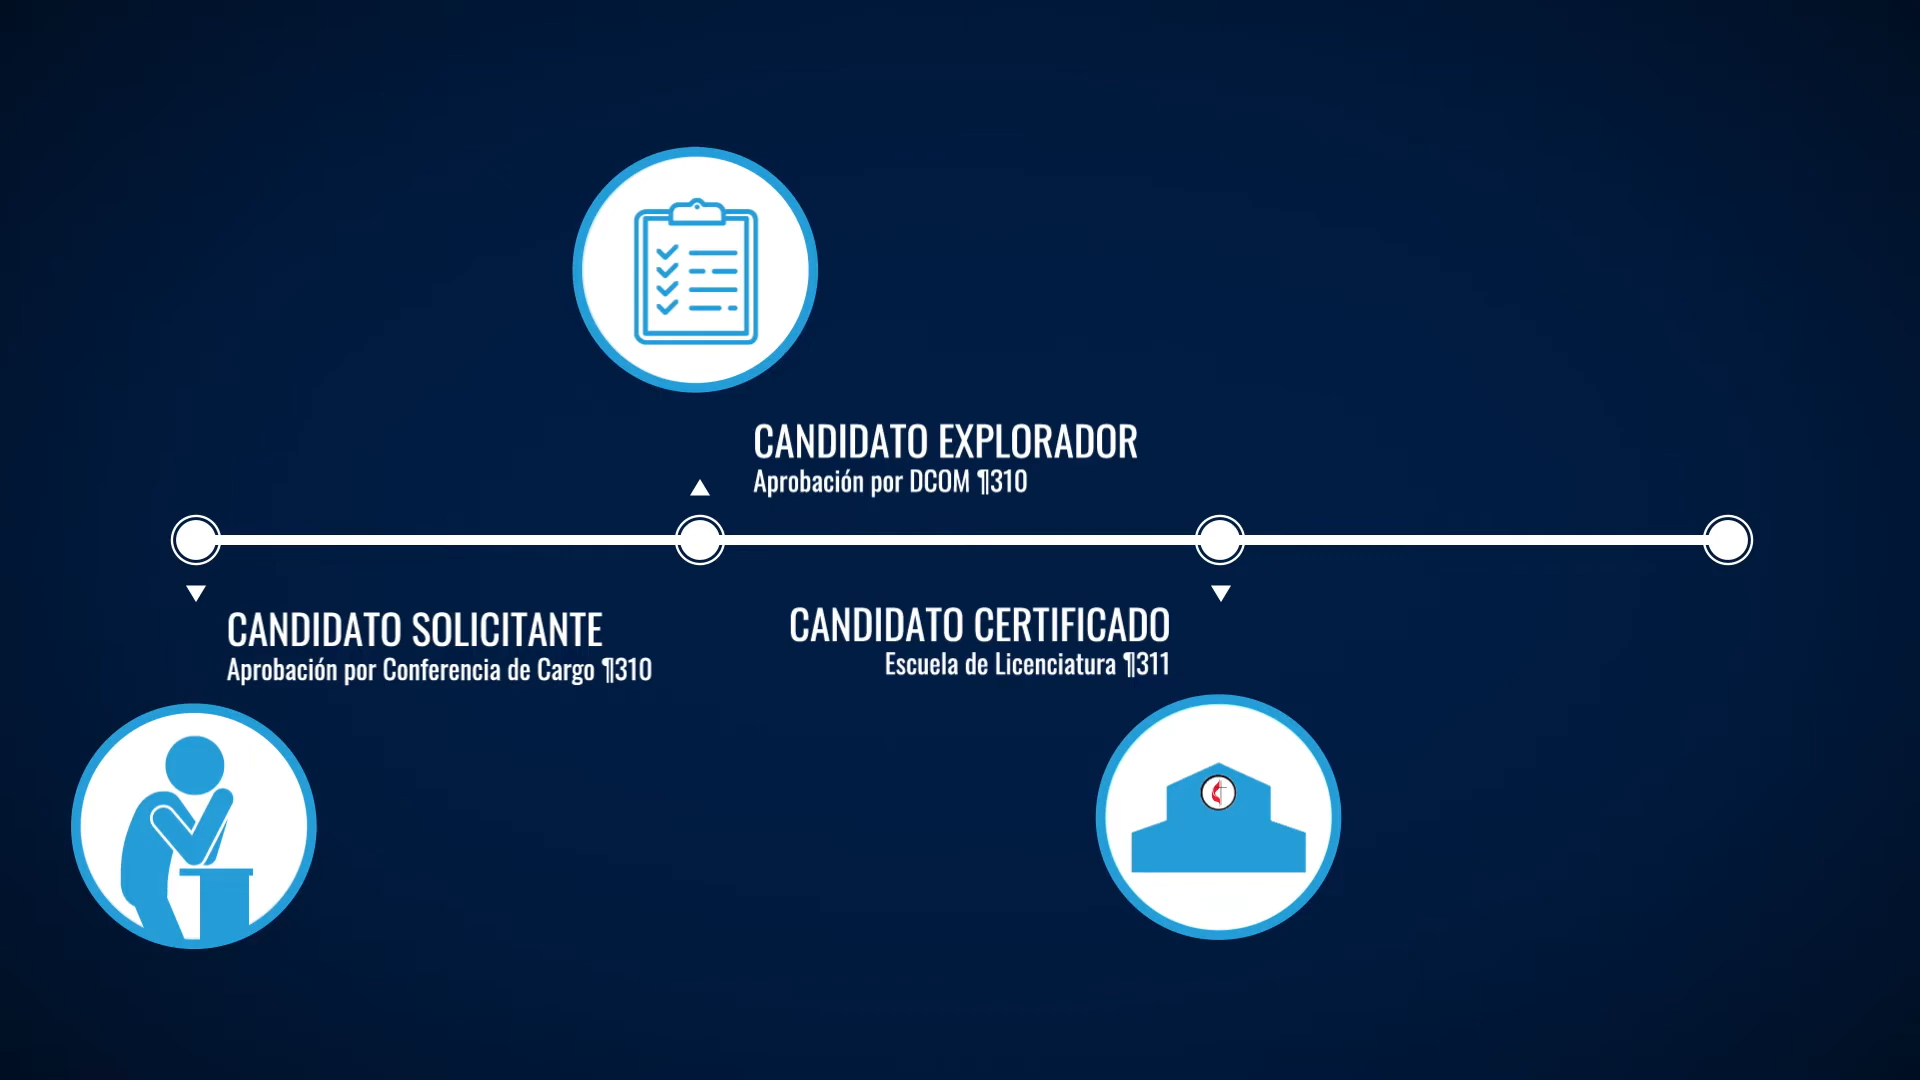 CANDIDATO EXPLORADOR
Aprobación por DCOM ¶310
CANDIDATO SOLICITANTE
Aprobación por Conferencia de Cargo ¶310
CANDIDATO CERTIFICADO
Escuela de Licenciatura ¶311